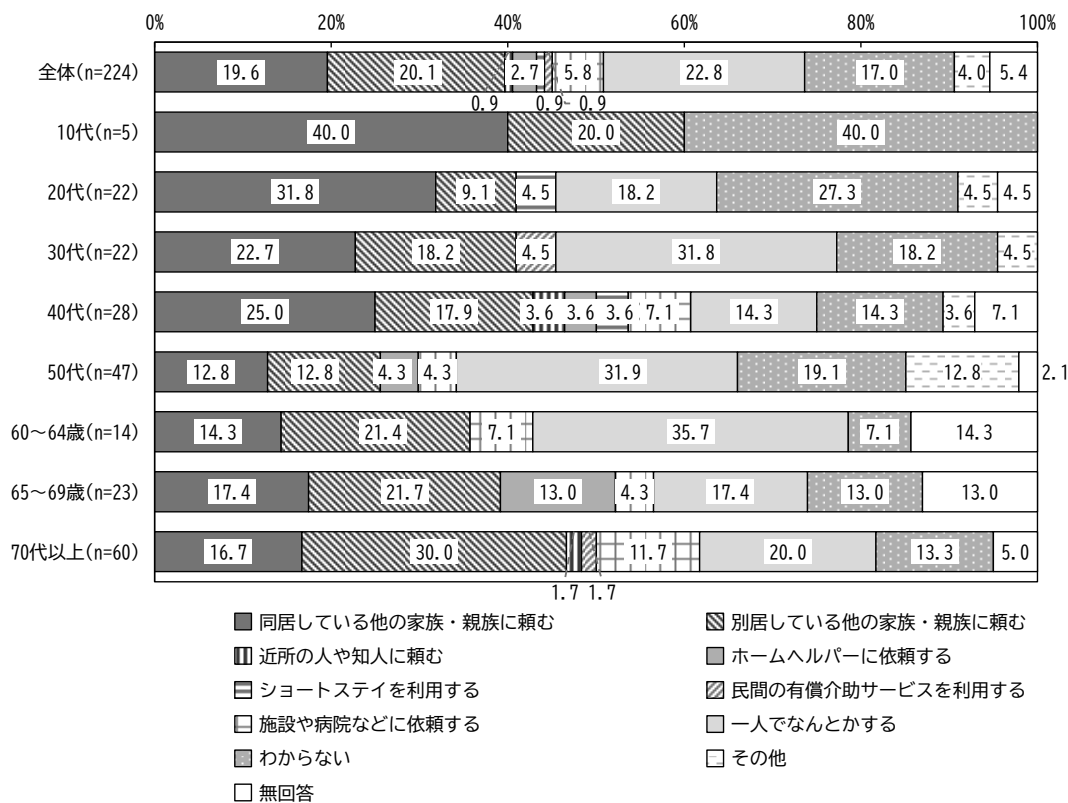 0% 20% 40% 60% 80% 100%
全体(n=224) 19.6 20.1 2.7 5.8 22.8 17.0 4.0 5.4
0.9 0.9 0.9
10代(n=5) 40.0 20.0 40.0
20代(n=22) 31.8 9.1 4.5 18.2 27.3 4.5 4.5
30代(n=22) 22.7 18.2 4.5 31.8 18.2 4.5
40代(n=28) 25.0 17.9 3.6 3.6 3.6 7.1 14.3 14.3 3.6 7.1
50代(n=47) 12.8 12.8 4.3 4.3 31.9 19.1 12.8 2.1
60～64歳(n=14) 14.3 21.4 7.1 35.7 7.1 14.3
65～69歳(n=23) 17.4 21.7 13.0 4.3 17.4 13.0 13.0
70代以上(n=60) 16.7 30.0 11.7 20.0 13.3 5.0
1.7 1.7
同居している他の家族・親族に頼む 別居している他の家族・親族に頼む
近所の人や知人に頼む ホームヘルパーに依頼する
ショートステイを利用する 民間の有償介助サービスを利用する
施設や病院などに依頼する 一人でなんとかする
わからない その他
無回答